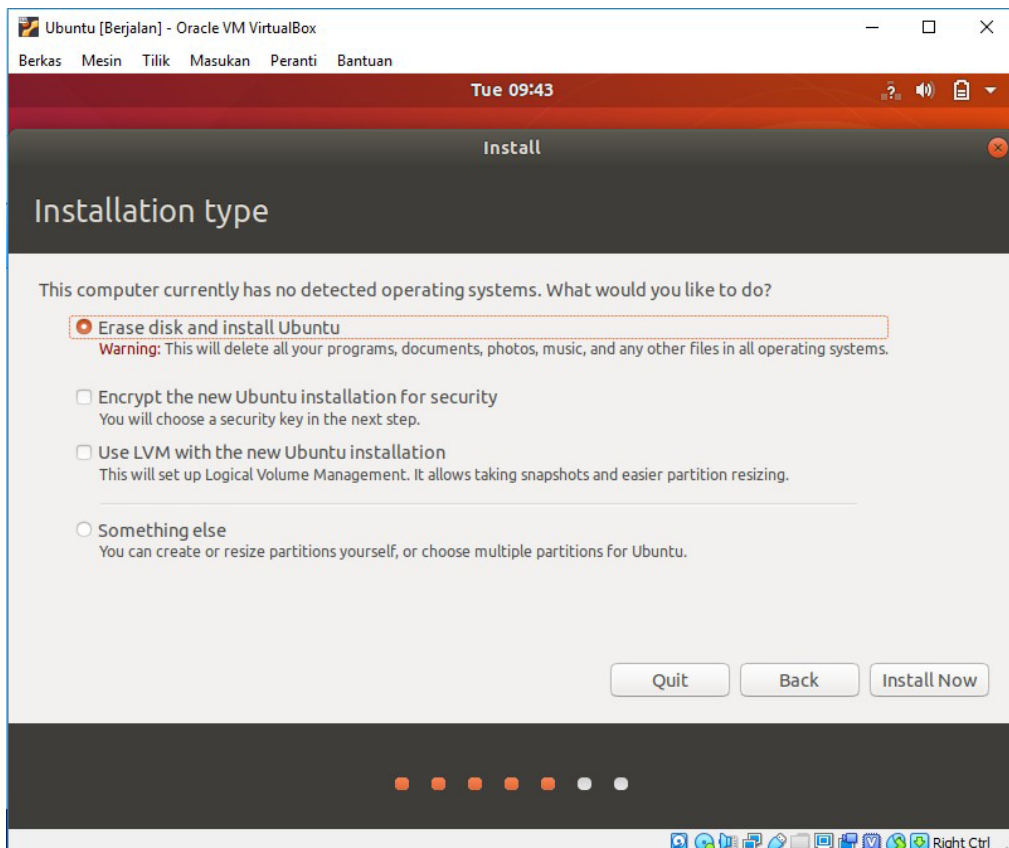 Ubuntu [Berjalan] - Oracle VM VirtualBox
Berkas Mesin Tilik Masukan Peranti Bantuan
Tue 09:43
Install
Installation type
This computer currently has no detected operating systems. What would you like to do?
Erase disk and install Ubuntu
Warning: This will delete all your programs, documents, photos, music, and any other files in all operating systems.
Encrypt the new Ubuntu installation for security
You will choose a security key in the next step.
Use LVM with the new Ubuntu installation
This will set up Logical Volume Management. It allows taking snapshots and easier partition resizing.
Something else
You can create or resize partitions yourself, or choose multiple partitions for Ubuntu.
Quit Back Install Now
Right Ctrl